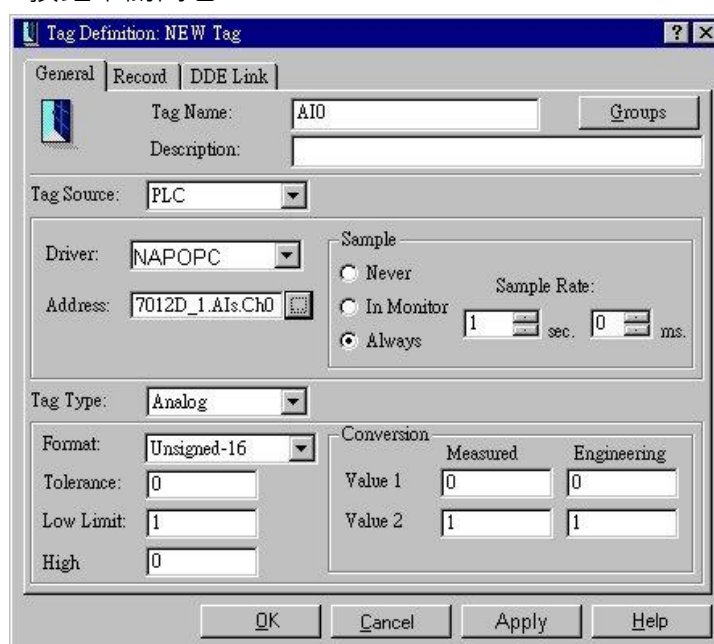 Tag Definition: NEW Tag
General Record DDE Link
Tag Name: AI0 Groups
Description:
Tag Source: PLC
Driver: NAPOPC
Address: 7012D_1.AIs.Ch0
Sample
Never
In Monitor
Always
Sample Rate:
1 sec. 0 ms.
Tag Type: Analog
Format: Unsigned-16
Tolerance: 0
Low Limit: 1
High 0
Conversion
Measured Engineering
Value 1 0 0
Value 2 1 1
OK Cancel Apply Help